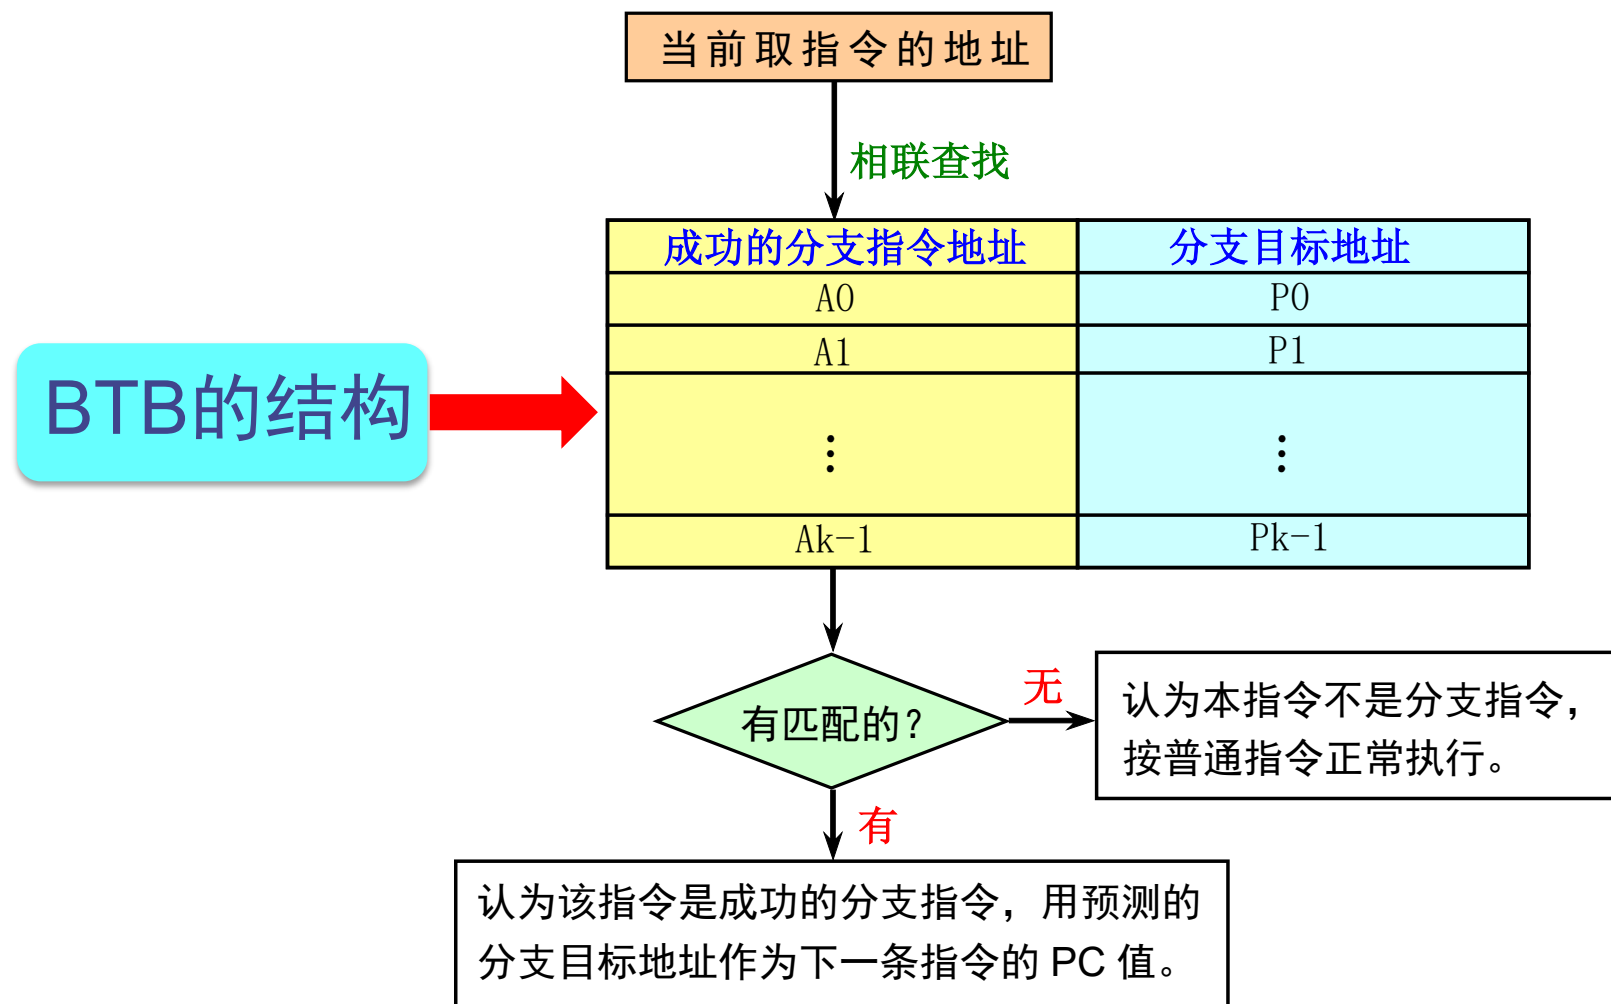 当前取指令的地址
相联查找
成功的分支指令地址 分支目标地址
A0 P0
A1 P1
⋮ ⋮
Ak-1 Pk-1
BTB的结构
有匹配的?
无
认为本指令不是分支指令，
按普通指令正常执行。
有
认为该指令是成功的分支指令，用预测的
分支目标地址作为下一条指令的 PC 值。